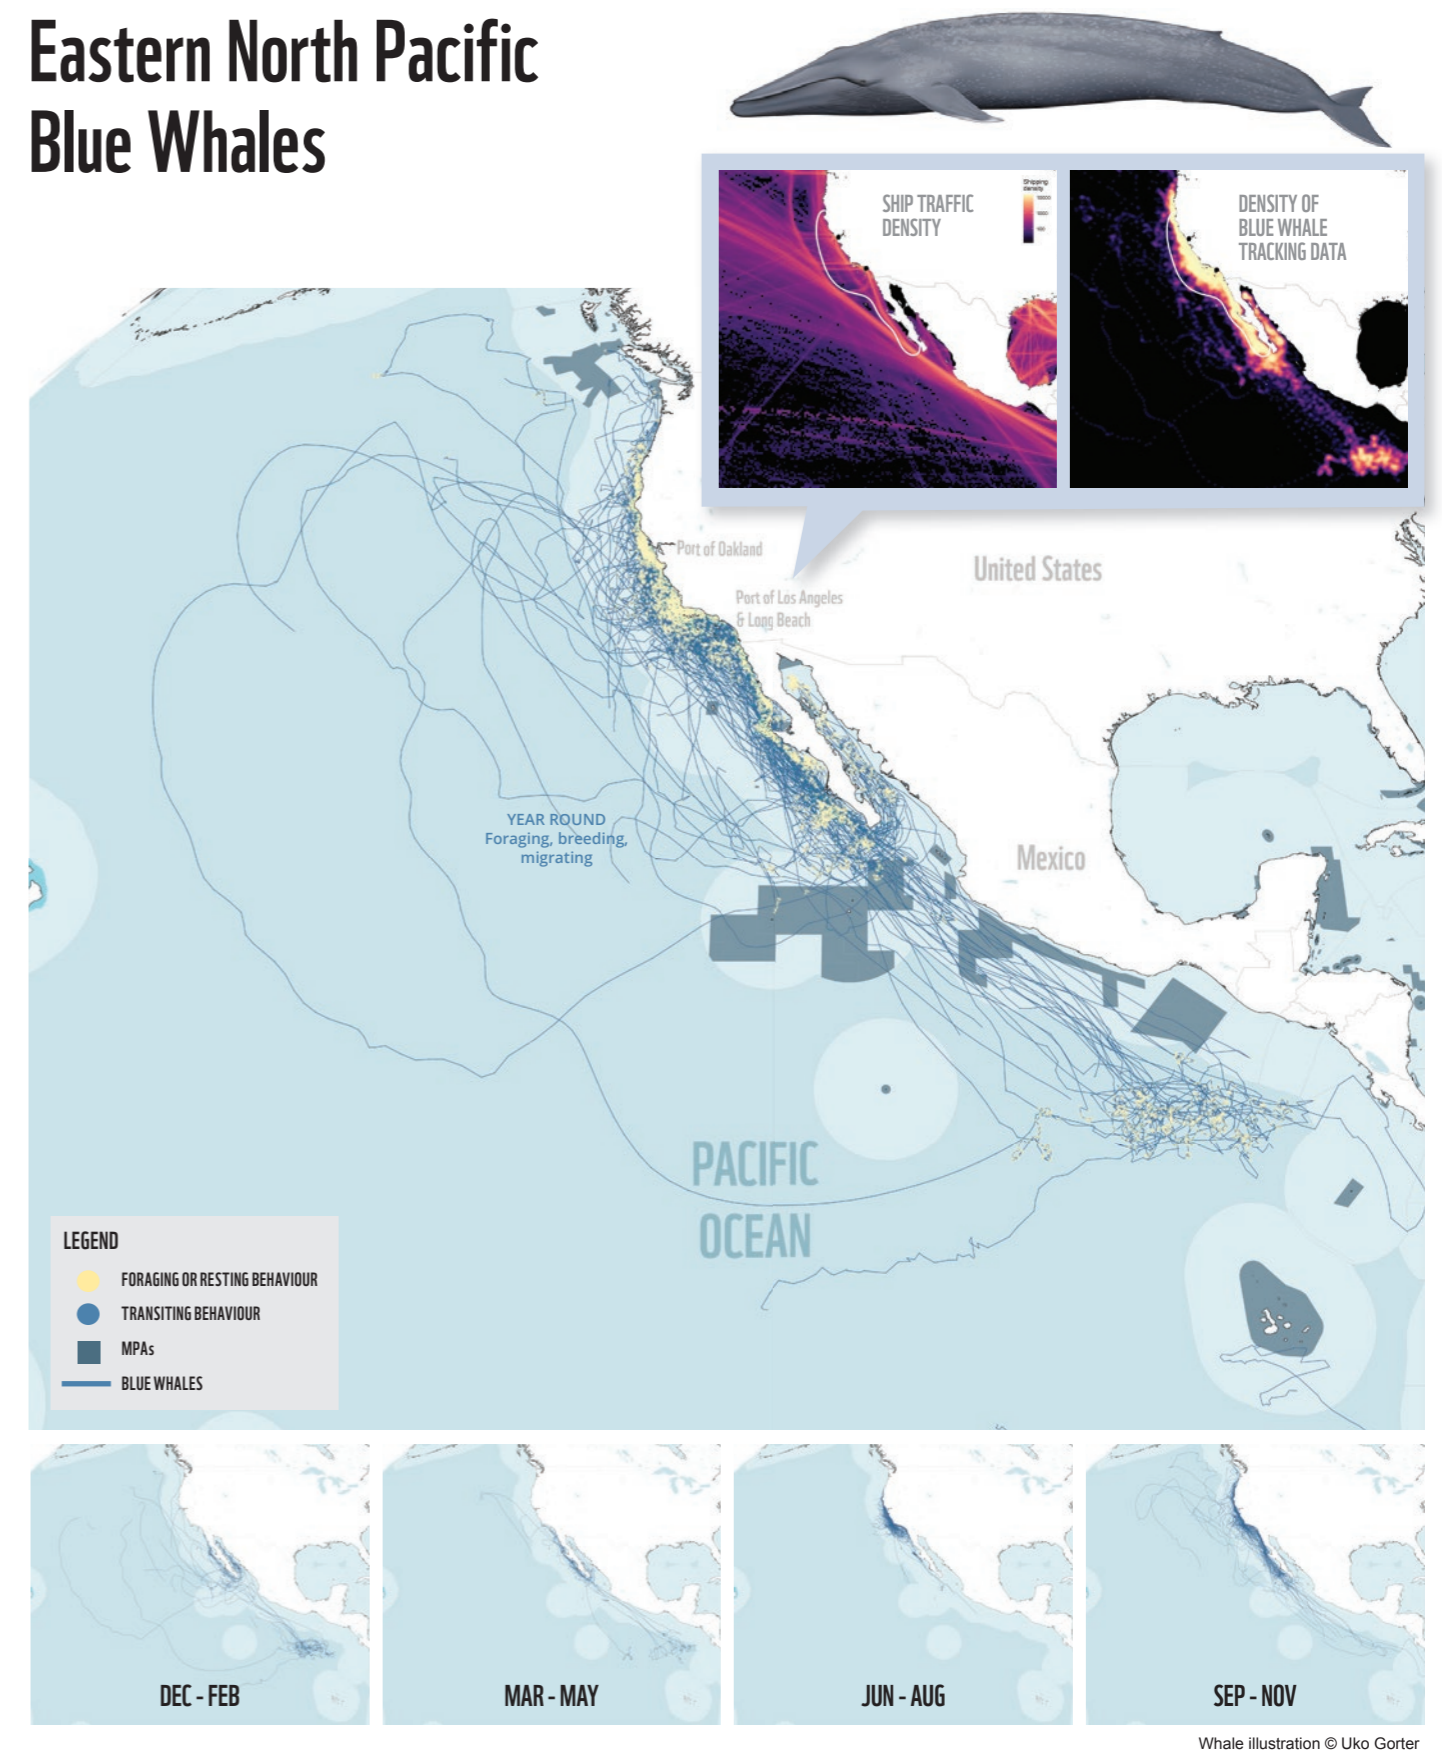 Eastern North Pacific
Blue Whales
SHIP TRAFFIC
DENSITY
Shipping
density
DENSITY OF
BLUE WHALE
TRACKING DATA
Port of Oakland
United States
Port of Los Angeles
& Long Beach
YEAR ROUND
Foraging, breeding,
migrating
Mexico
PACIFIC
OCEAN
LEGEND
FORAGING OR RESTING BEHAVIOUR
TRANSITING BEHAVIOUR
MPAs
BLUE WHALES
DEC - FEB
MAR - MAY
JUN - AUG
SEP - NOV
Whale illustration © Uko Gorter